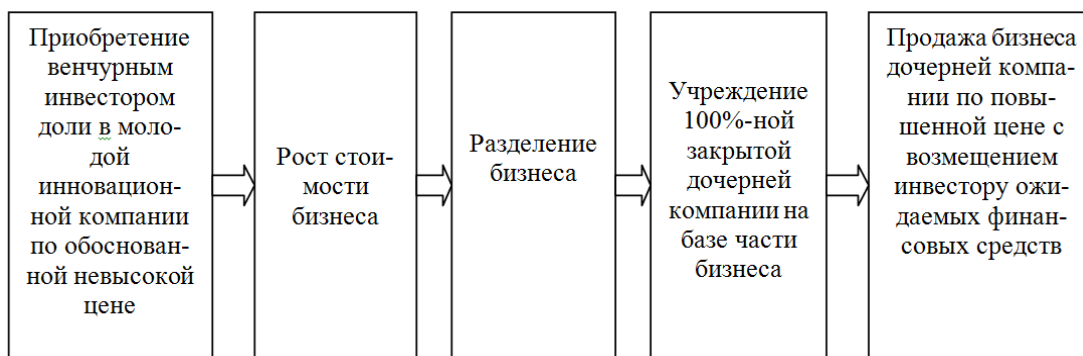 Приобретение
венчурным
инвестором
доли в моло-
дой
инновацион-
ной компании
по обоснован-
ной невысокой
цене
Рост стои-
мости
бизнеса
Разделение
бизнеса
Учреждение
100%-ной
закрытой
дочерней
компании на
базе части
бизнеса
Продажа бизнеса
дочерней компа-
нии по повы-
шенной цене с
возмещением
инвестору ожи-
даемых финан-
совых средств